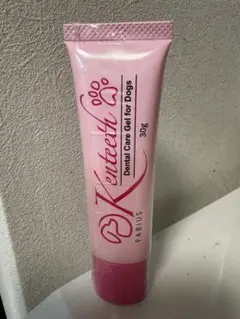 Kenteeth
Dental Care Gel for Dogs
30g
FABIUS